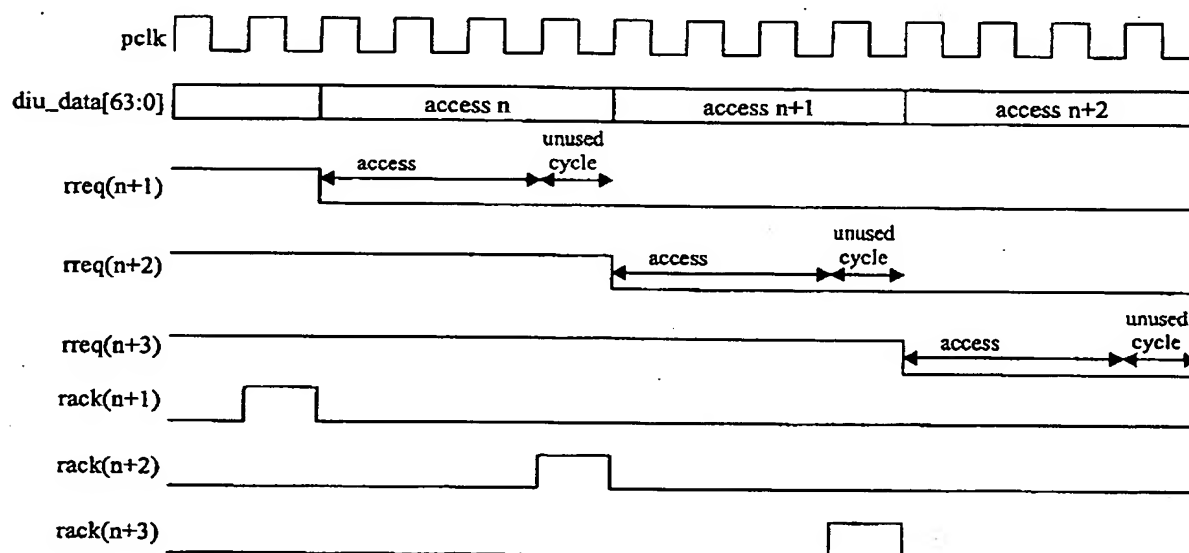 pclk
diu_data[63:0]
access n
access n+1
access n+2
rreq(n+1)
access
unused
cycle
rreq(n+2)
access
unused
cycle
rreq(n+3)
access
unused
cycle
rack(n+1)
rack(n+2)
rack(n+3)